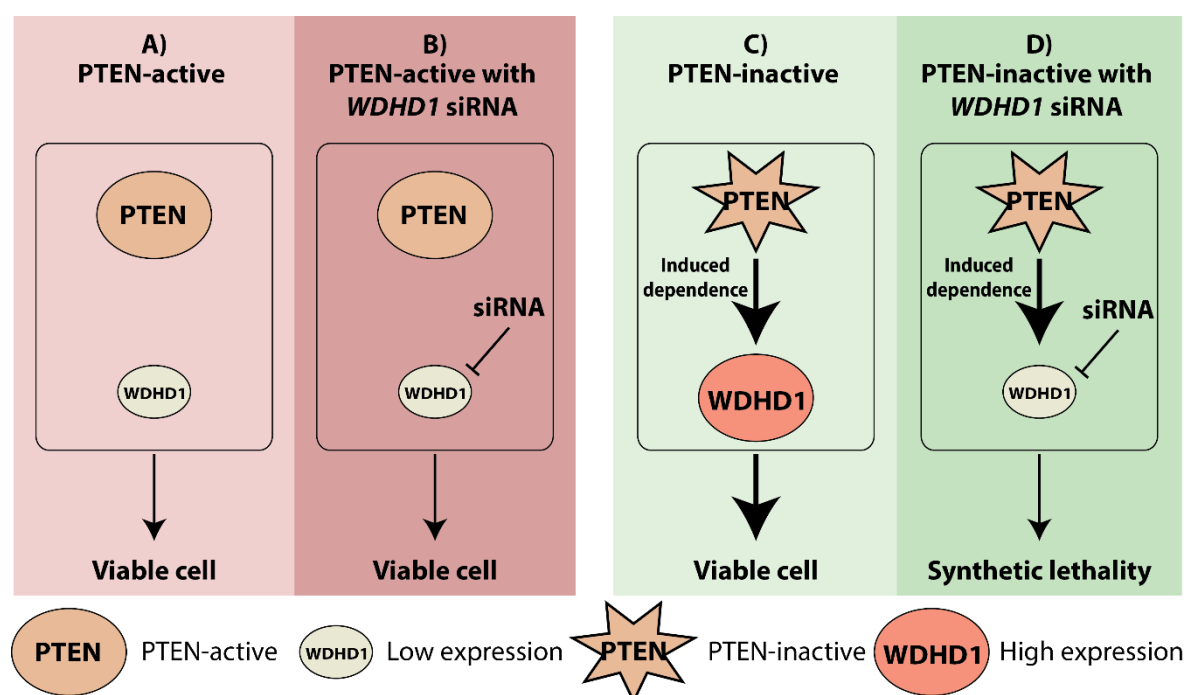 A)
PTEN-active
B)
PTEN-active with
WDHD1 siRNA
C)
PTEN-inactive
D)
PTEN-inactive with
WDHD1 siRNA
PTEN
WDHD1
Viable cell
PTEN
siRNA
WDHD1
Viable cell
PTEN
Induced
dependence
WDHD1
Viable cell
PTEN
Induced
dependence
siRNA
WDHD1
Synthetic lethality
PTEN PTEN-active
WDHD1 Low expression
PTEN PTEN-inactive
WDHD1 High expression